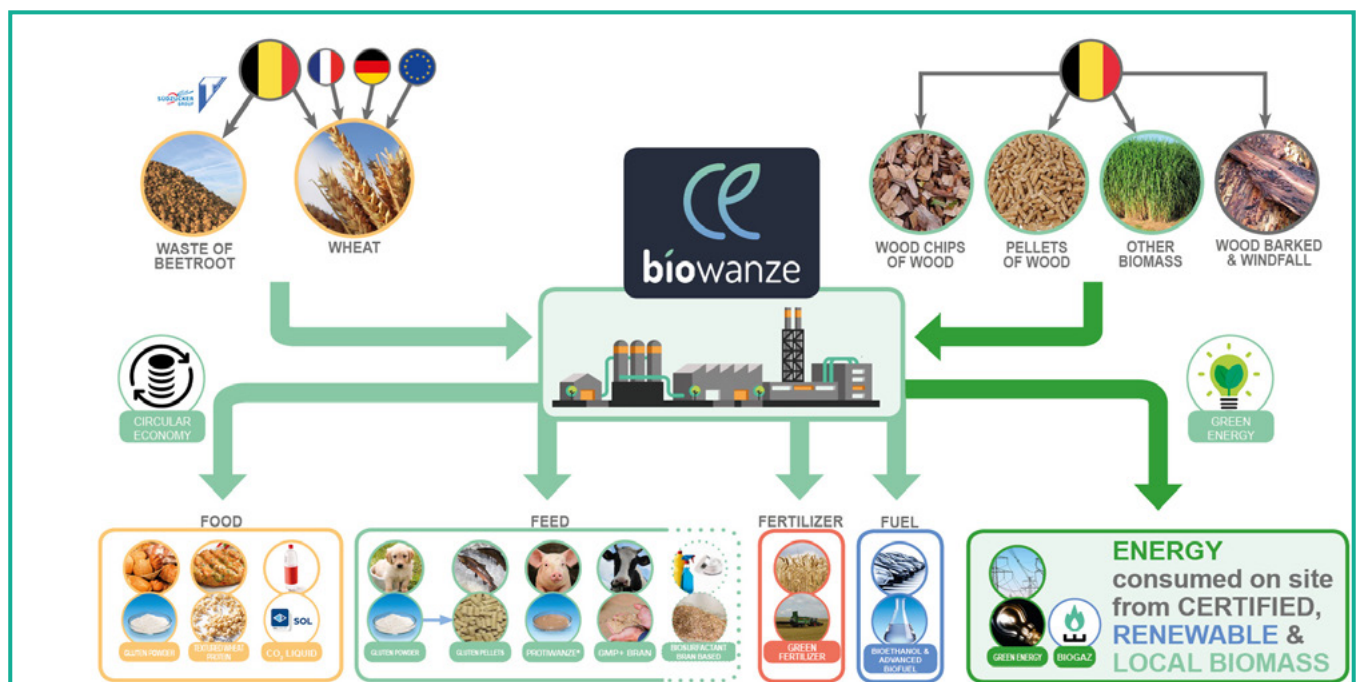 SÜDZUCKER
GROUP
WASTE OF
BEETROOT
WHEAT
biowanze
WOOD CHIPS
OF WOOD
PELLETS
OF WOOD
OTHER
BIOMASS
WOOD BARKED
& WINDFALL
CIRCULAR
ECONOMY
GREEN
ENERGY
FOOD
GLUTEN POWDER
TEXTURED WHEAT
PROTEIN
SOL
CO₂ LIQUID
FEED
GLUTEN POWDER
GLUTEN PELLETS
PROTIWANZE®
GMP+ BRAN
BIOSURFACTANT
BRAN BASED
FERTILIZER
GREEN
FERTILIZER
FUEL
BIOETHANOL &
ADVANCED
BIOFUEL
GREEN ENERGY
BIOGAZ
ENERGY
consumed on site
from CERTIFIED,
RENEWABLE &
LOCAL BIOMASS